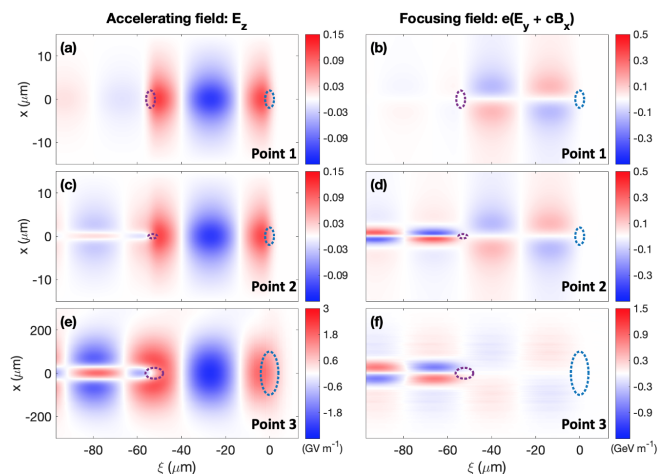 Accelerating field: E_z
Focusing field: e(E_y + cB_x)
(a)
15
0
-10
x (μm)
Point 1
0.15
0.09
0.03
-0.03
-0.09
(b)
Point 1
0.5
0.3
0.1
-0.1
-0.3
(c)
15
0
-15
x (μm)
Point 2
0.15
0.09
0.03
-0.03
-0.09
(d)
Point 2
0.5
0.3
0.1
-0.1
-0.3
(e)
200
0
-200
x (μm)
Point 3
3
1.8
0.6
-0.6
-1.8
(GV m⁻¹)
(f)
Point 3
1.5
0.9
0.3
-0.3
-0.9
(GeV m⁻¹)
-80 -60 -40 -20 0
ξ (μm)
-80 -60 -40 -20 0
ξ (μm)